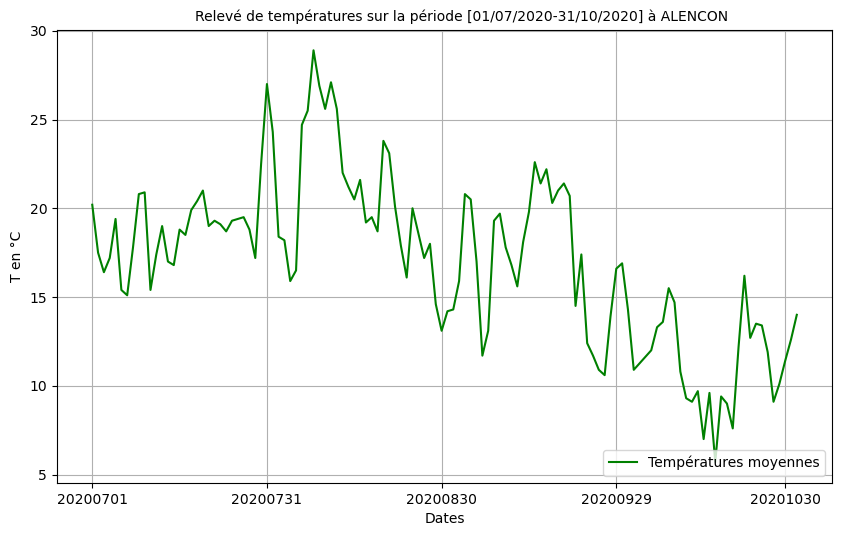 Relevé de températures sur la période [01/07/2020-31/10/2020] à ALENCON
30
25
20
15
10
5
T en °C
20200701 20200731 20200830 20200929 20201030
Dates
Températures moyennes